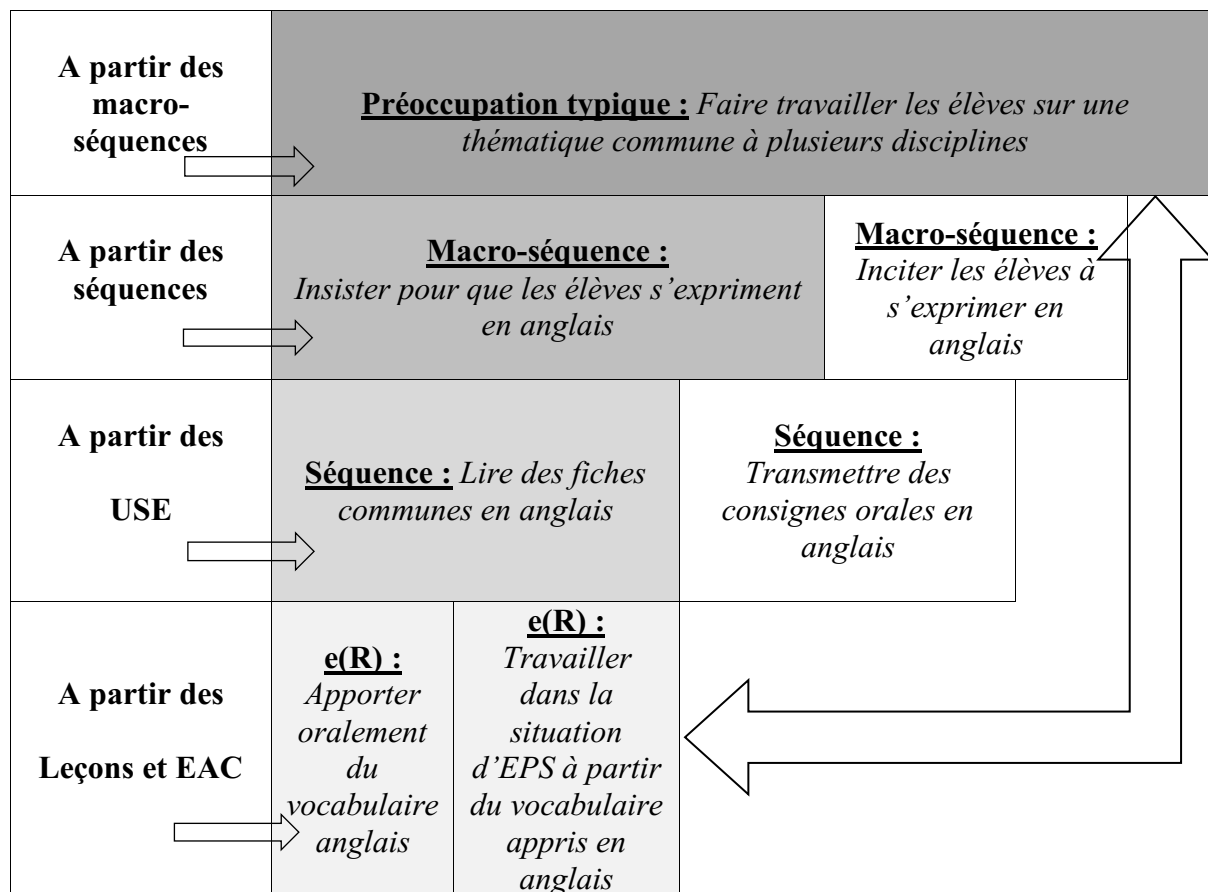 A partir des
macro-
séquences
Préoccupation typique : Faire travailler les élèves sur une
thématique commune à plusieurs disciplines
A partir des
séquences
Macro-séquence :
Insister pour que les élèves s’expriment
en anglais
Macro-séquence :
Inciter les élèves à
s’exprimer en
anglais
A partir des
USE
Séquence : Lire des fiches
communes en anglais
Séquence :
Transmettre des
consignes orales en
anglais
A partir des
Leçons et EAC
e(R) :
Apporter
oralement
du
vocabulaire
anglais
e(R) :
Travailler
dans la
situation
d’EPS à partir
du vocabulaire
appris en
anglais